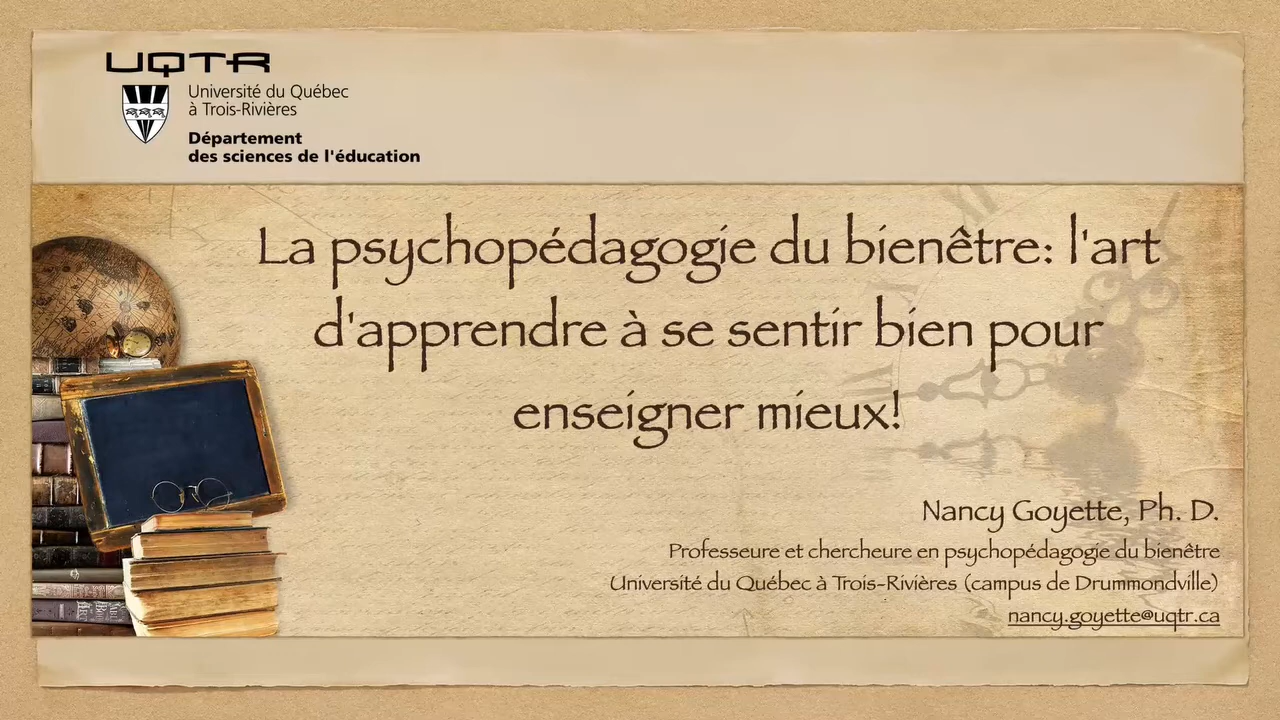 UQTR
Université du Québec
à Trois-Rivières
Département
des sciences de l'éducation
La psychopédagogie du bienêtre: l'art
d'apprendre à se sentir bien pour
enseigner mieux!
Nancy Goyette, Ph. D.
Professeure et chercheure en psychopédagogie du bienêtre
Université du Québec à Trois-Rivières (campus de Drummondville)
nancy.goyette@uqtr.ca